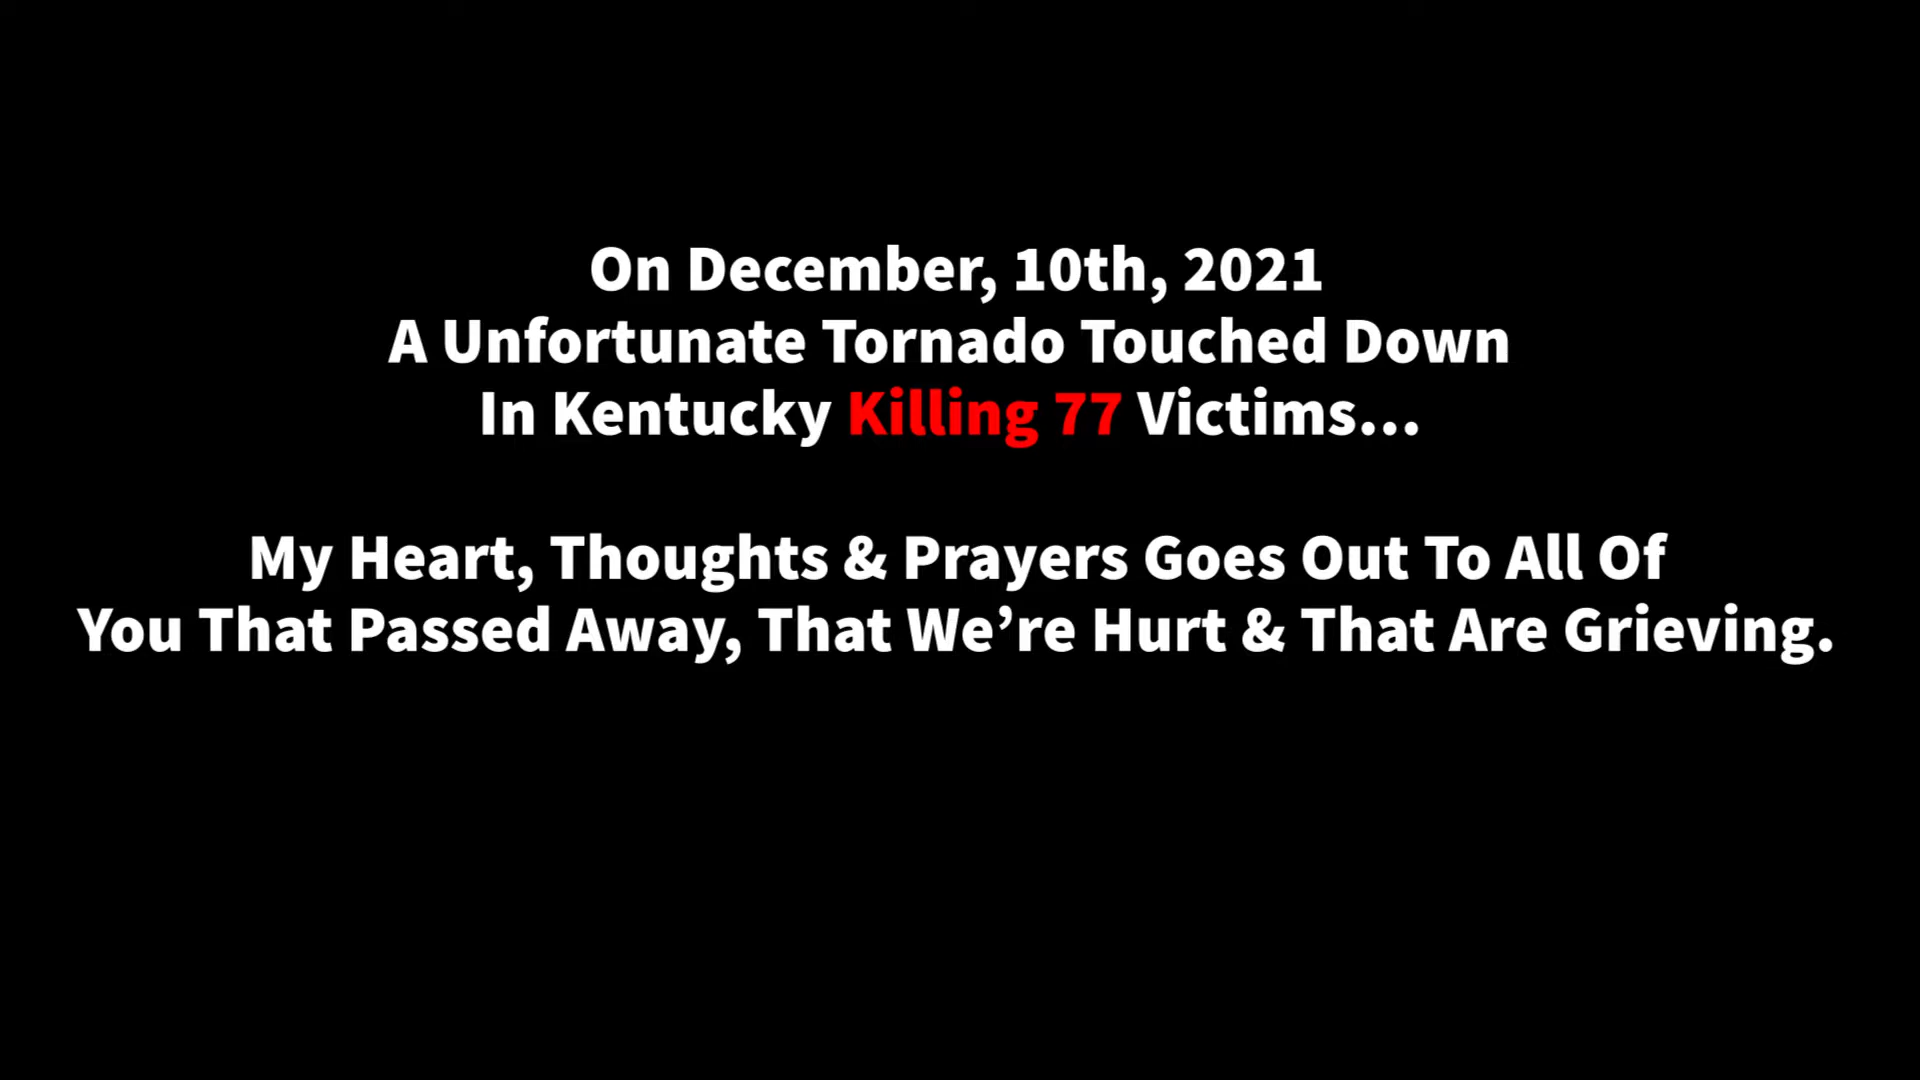 On December, 10th, 2021
A Unfortunate Tornado Touched Down
In Kentucky Killing 77 Victims...

My Heart, Thoughts & Prayers Goes Out To All Of
You That Passed Away, That We’re Hurt & That Are Grieving.